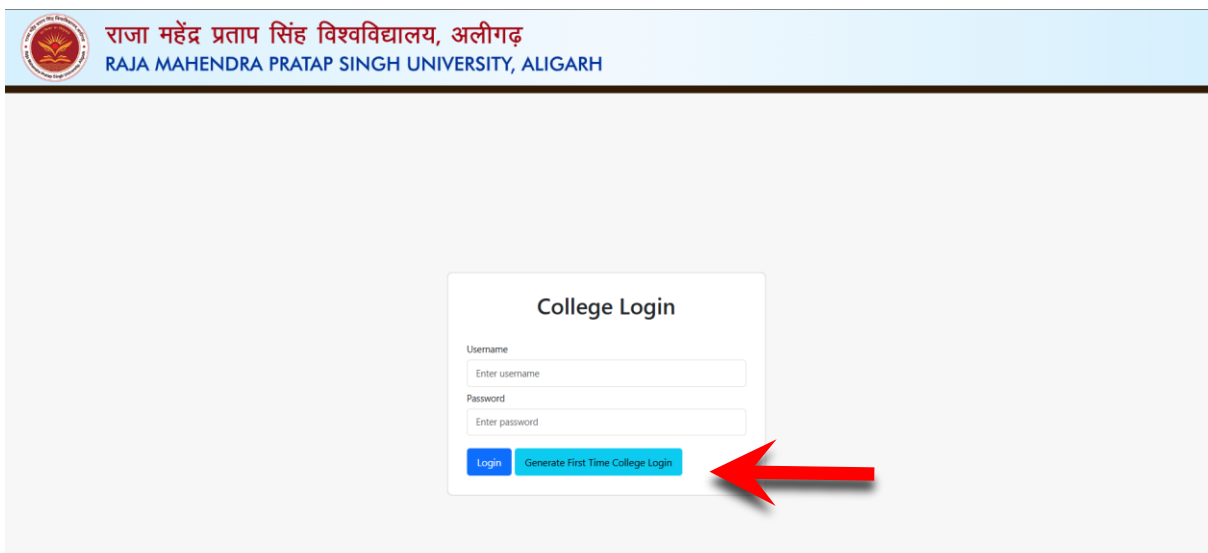 राजा महेंद्र प्रताप सिंह विश्वविद्यालय, अलीगढ़
RAJA MAHENDRA PRATAP SINGH UNIVERSITY, ALIGARH
College Login
Username
Enter username
Password
Enter password
Login Generate First Time College Login